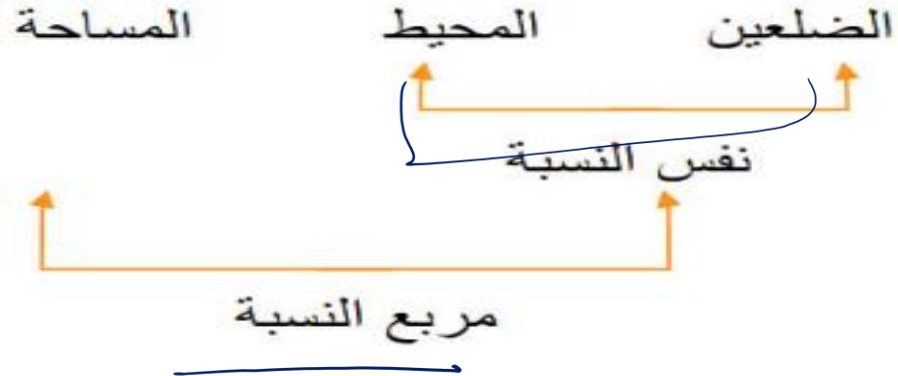 الضلعين المحيط المساحة
نفس النسبة
مربع النسبة